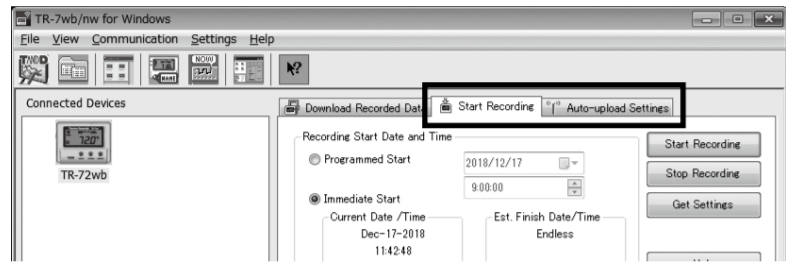 TR-7wb/nw for Windows
File View Communication Settings Help
Connected Devices
TR-72wb
Download Recorded Data Start Recording Auto-upload Settings
Recording Start Date and Time
Programmed Start
2018/12/17
9:00:00
Immediate Start
Current Date /Time
Dec-17-2018
11:42:48
Est. Finish Date/Time
Endless
Start Recording
Stop Recording
Get Settings